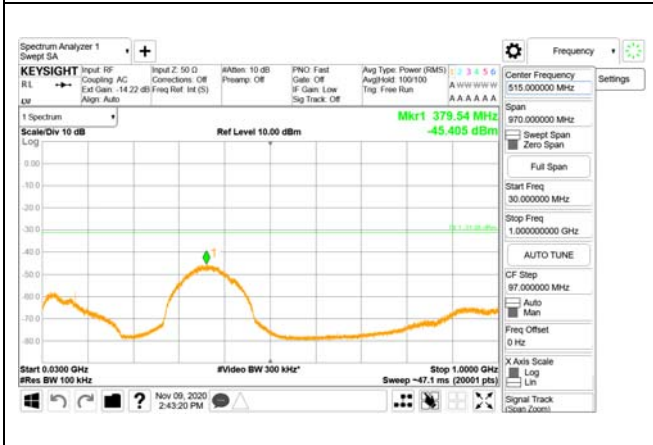 Spectrum Analyzer 1
Swept SA
Frequency
KEYSIGHT
Input: RF
Coupling: AC
Ext Gain: -14.22 dB
Align: Auto
Input Z: 50 Ω
Corrections: Off
Freq Ref: Int (S)
#Atten: 10 dB
Preamp: Off
PNO: Fast
Gate: Off
IF Gain: Low
Sig Track: Off
Avg Type: Power (RMS)
Avg|Hold: 100/100
Trig: Free Run
1 2 3 4 5 6
A W W W W W
A A A A A A
RL
1 Spectrum
Scale/Div 10 dB
Log
Ref Level 10.00 dBm
Mkr1 379.54 MHz
-45.405 dBm
0.00
-10.0
-20.0
-30.0
-40.0
-50.0
-60.0
-70.0
-80.0
1
Start 0.0300 GHz
#Res BW 100 kHz
#Video BW 300 kHz*
Stop 1.0000 GHz
Sweep ~47.1 ms (20001 pts)
Nov 09, 2020
2:43:20 PM
Center Frequency
515.000000 MHz
Settings
Span
970.000000 MHz
Swept Span
Zero Span
Full Span
Start Freq
30.000000 MHz
Stop Freq
1.000000000 GHz
AUTO TUNE
CF Step
97.000000 MHz
Auto
Man
Freq Offset
0 Hz
X Axis Scale
Log
Lin
Signal Track
(Span Zoom)